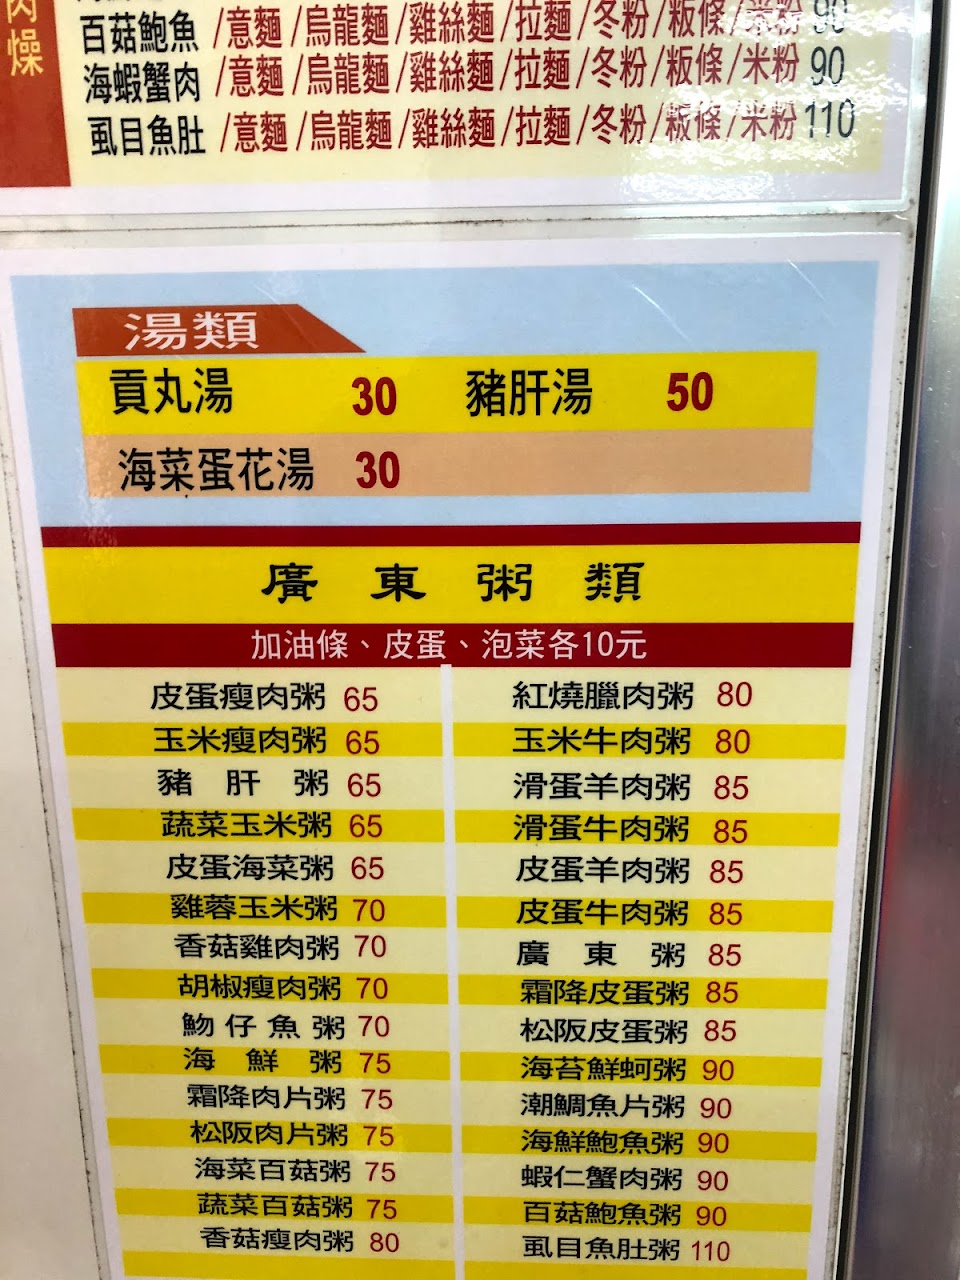 肉
燥
百菇鮑魚 /意麵/烏龍麵/雞絲麵/拉麵/冬粉/粄條/米粉 90
海蝦蟹肉 /意麵/烏龍麵/雞絲麵/拉麵/冬粉/粄條/米粉 90
虱目魚肚 /意麵/烏龍麵/雞絲麵/拉麵/冬粉/粄條/米粉 110
湯類
貢丸湯 30 豬肝湯 50
海菜蛋花湯 30
廣東粥類
加油條、皮蛋、泡菜各10元
皮蛋瘦肉粥 65
玉米瘦肉粥 65
豬肝粥 65
蔬菜玉米粥 65
皮蛋海菜粥 65
雞蓉玉米粥 70
香菇雞肉粥 70
胡椒瘦肉粥 70
魩仔魚粥 70
海鮮粥 75
霜降肉片粥 75
松阪肉片粥 75
海菜百菇粥 75
蔬菜百菇粥 75
香菇瘦肉粥 80
紅燒臘肉粥 80
玉米牛肉粥 80
滑蛋羊肉粥 85
滑蛋牛肉粥 85
皮蛋羊肉粥 85
皮蛋牛肉粥 85
廣東粥 85
霜降皮蛋粥 85
松阪皮蛋粥 85
海苔鮮蚵粥 90
潮鯛魚片粥 90
海鮮鮑魚粥 90
蝦仁蟹肉粥 90
百菇鮑魚粥 90
虱目魚肚粥 110